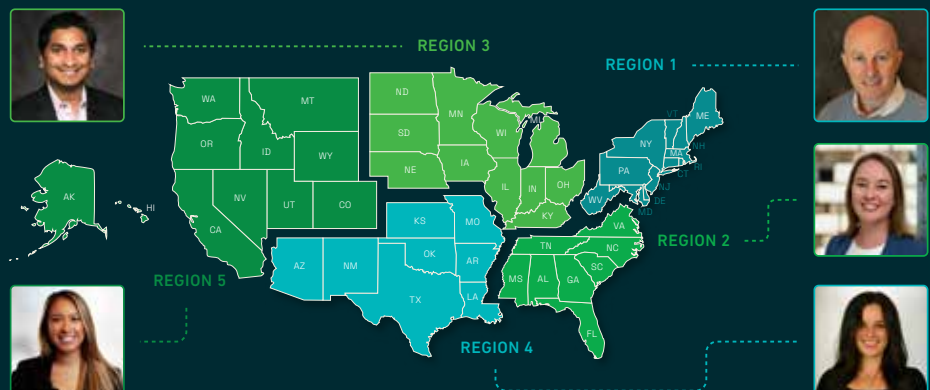 REGION 3
REGION 1
WA
MT
ND
MN
ME
VT
OR
ID
SD
WI
MI
NY
NH
MA
WY
NE
IA
PA
CT
HI
AK
NV
UT
CO
IL
IN
OH
NJ
HI
WV
DE
KY
MD
CA
KS
MO
VA
REGION 2
TN
NC
AZ
NM
OK
AR
SC
REGION 5
MS
AL
GA
TX
LA
FL
REGION 4